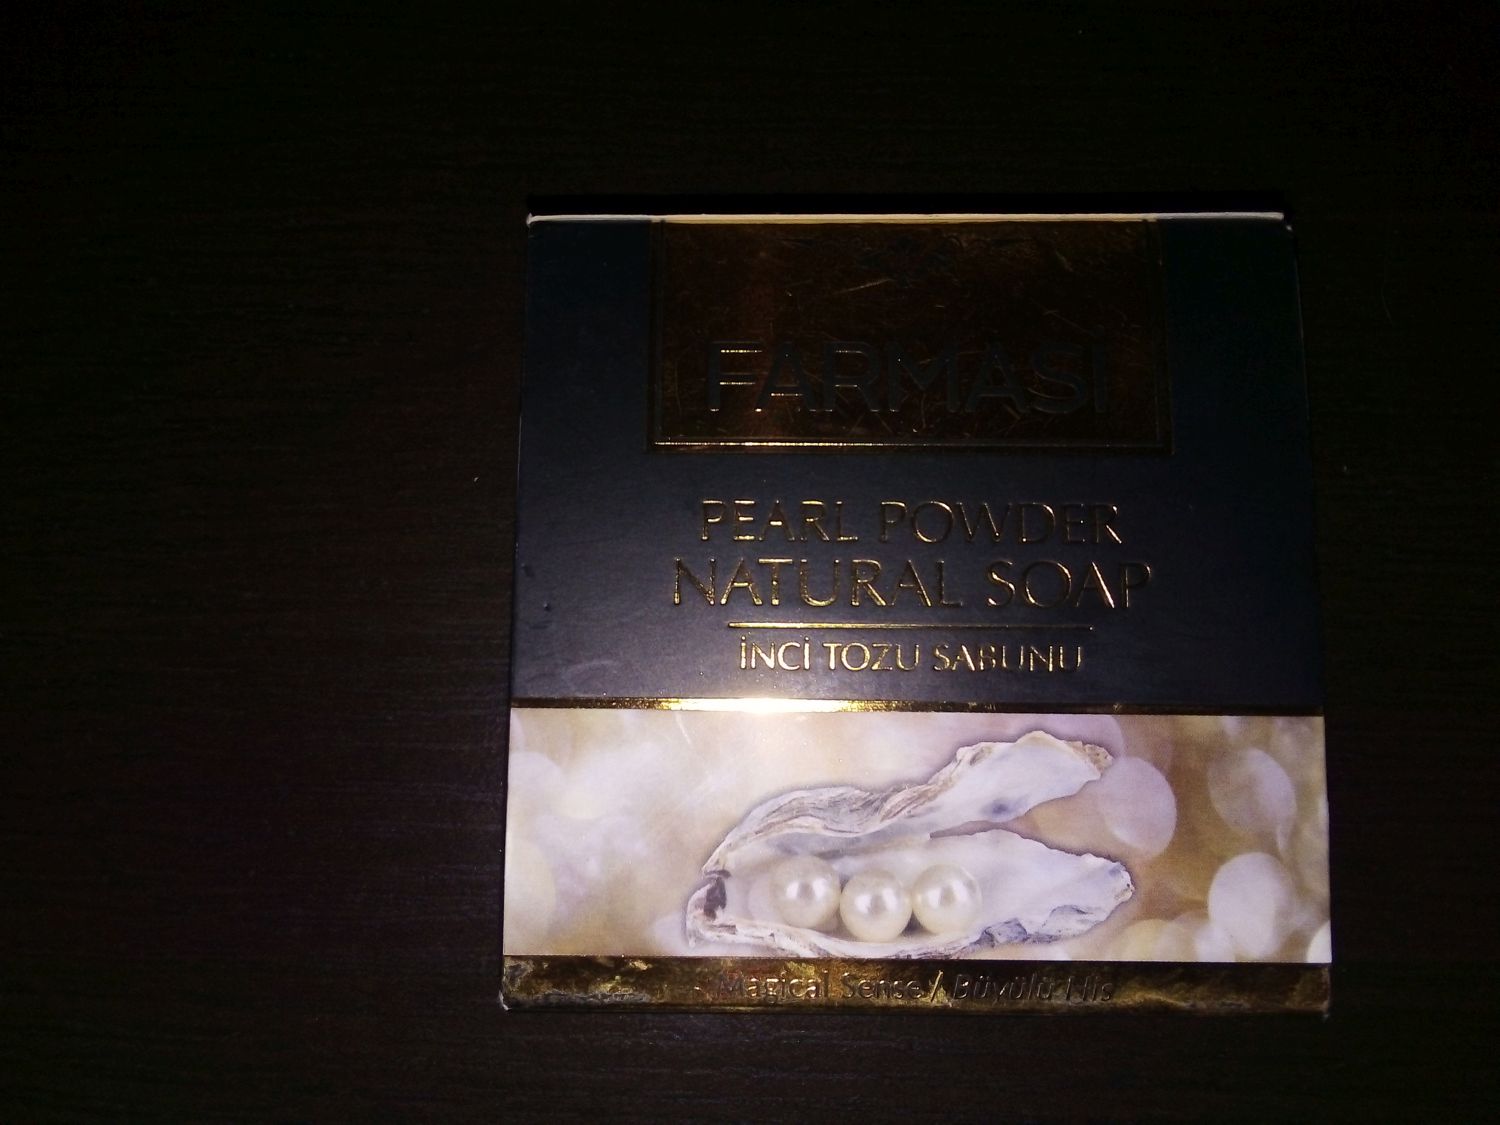 FARMASI
PEARL POWDER
NATURAL SOAP
İNCİ TOZU SABUNU
Magical Sense / Büyülü His